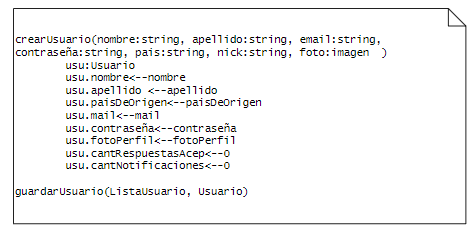 crearUsuario(nombre:string, apellido:string, email:string,
contraseña:string, pais:string, nick:string, foto:imagen  )
usu:Usuario
usu.nombre<--nombre
usu.apellido <--apellido
usu.paisDeOrigen<--paisDeOrigen
usu.mail<--mail
usu.contraseña<--contraseña
usu.fotoPerfil<--fotoPerfil
usu.cantRespuestasAcep<--0
usu.cantNotificaciones<--0
guardarUsuario(ListaUsuario, Usuario)